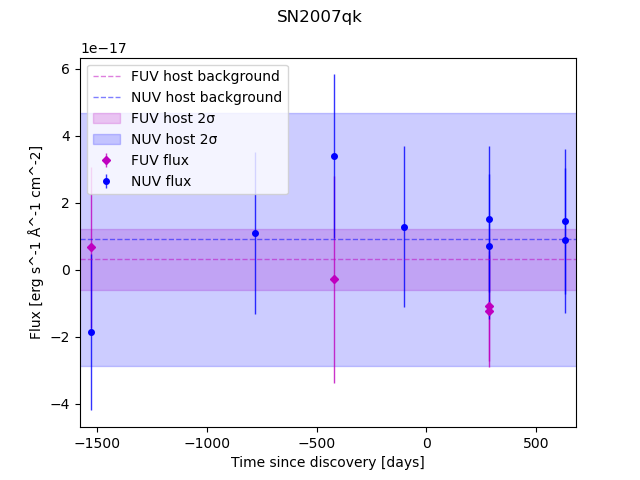 SN2007qk
1e−17
FUV host background
NUV host background
FUV host 2σ
NUV host 2σ
FUV flux
NUV flux
6
4
2
0
−2
−4
Flux [erg s^-1 Å^-1 cm^-2]
−1500 −1000 −500 0 500
Time since discovery [days]